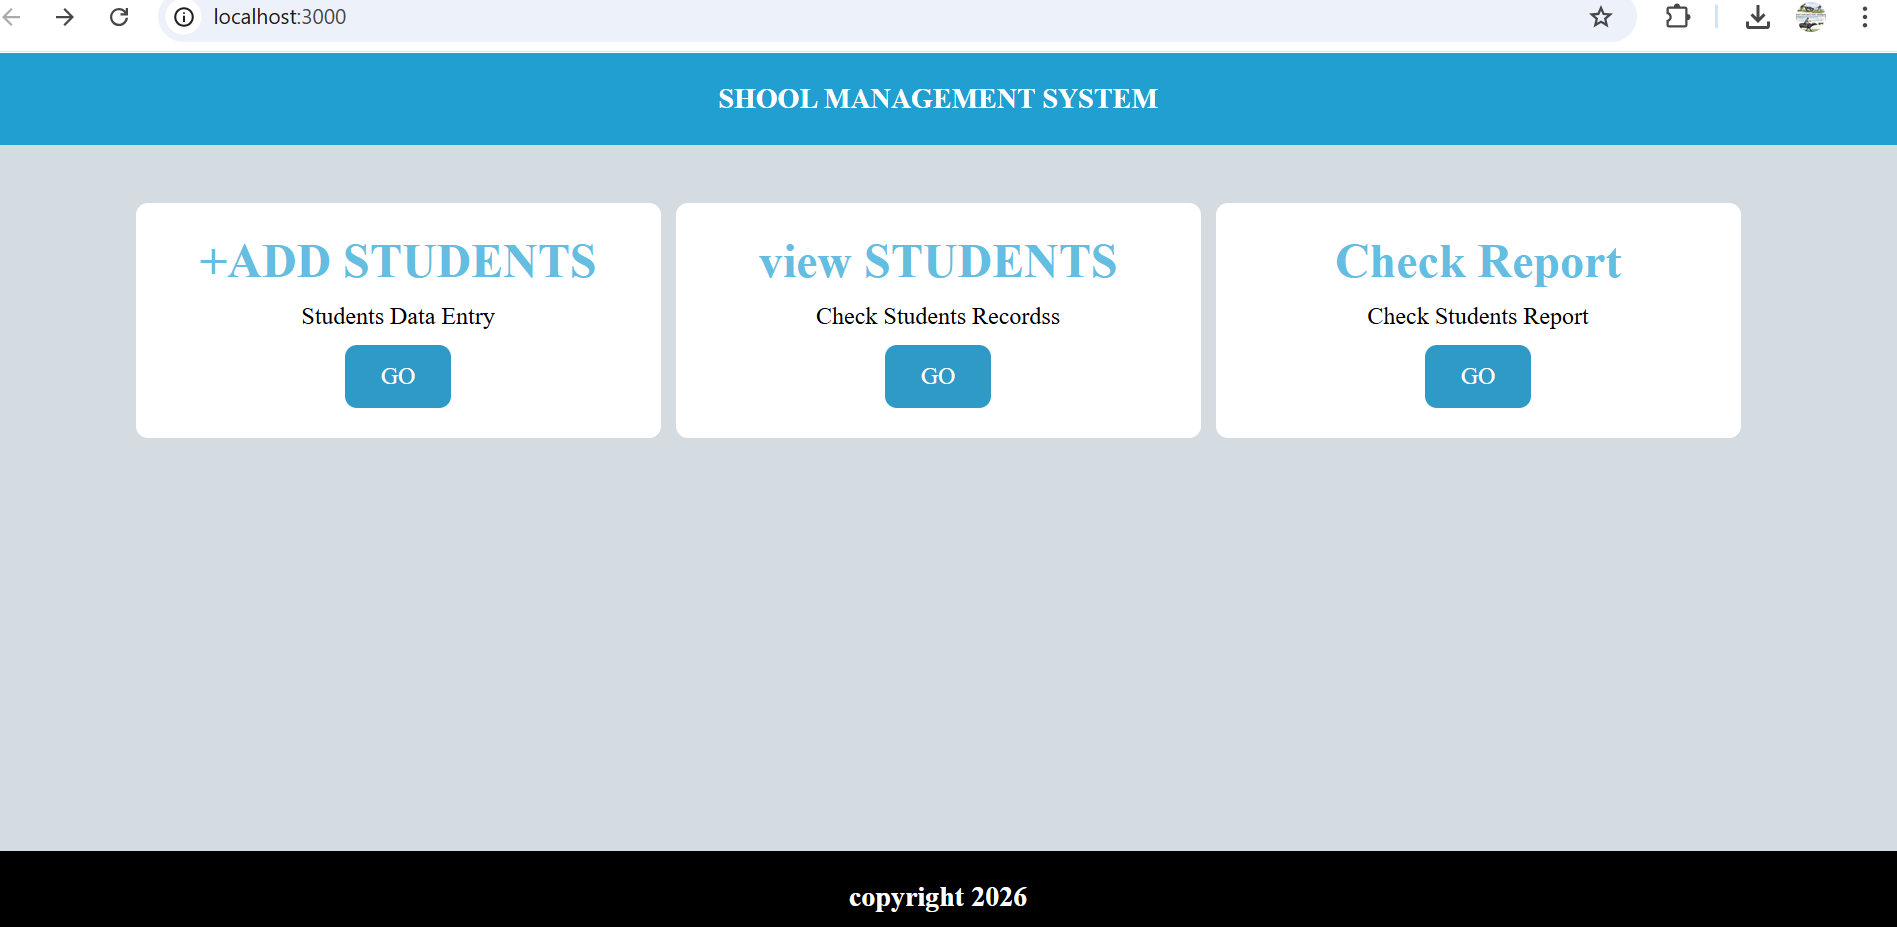 localhost:3000
SHOOL MANAGEMENT SYSTEM
+ADD STUDENTS
Students Data Entry
GO
view STUDENTS
Check Students Recordss
GO
Check Report
Check Students Report
GO
copyright 2026